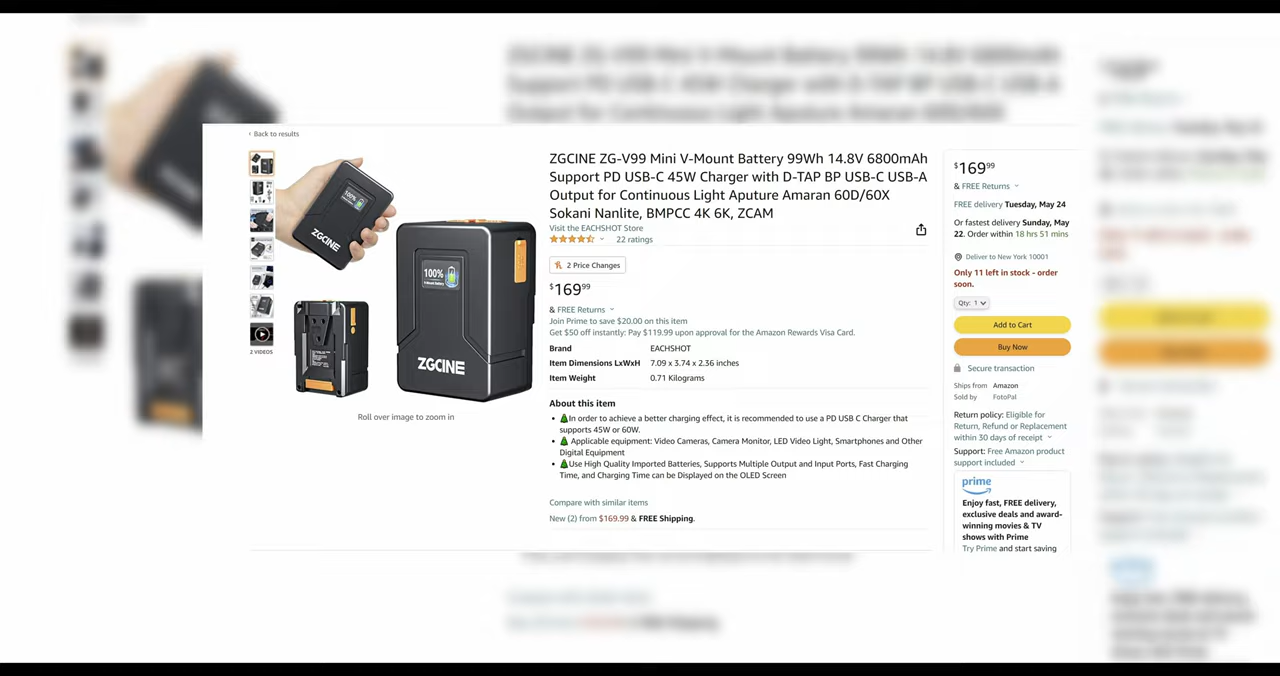 ‹ Back to results
ZGCINE ZG-V99 Mini V-Mount Battery 99Wh 14.8V 6800mAh
Support PD USB-C 45W Charger with D-TAP BP USB-C USB-A
Output for Continuous Light Aputure Amaran 60D/60X
Sokani Nanlite, BMPCC 4K 6K, ZCAM
Visit the EACHSHOT Store
22 ratings
2 Price Changes
$169.99
& FREE Returns
Join Prime to save $20.00 on this item
Get $50 off instantly: Pay $119.99 upon approval for the Amazon Rewards Visa Card.
Brand EACHSHOT
Item Dimensions LxWxH 7.09 x 3.74 x 2.36 inches
Item Weight 0.71 Kilograms
About this item
• 🌲In order to achieve a better charging effect, it is recommended to use a PD USB C Charger that
supports 45W or 60W.
• 🌲 Applicable equipment: Video Cameras, Camera Monitor, LED Video Light, Smartphones and Other
Digital Equipment
• 🌲Use High Quality Imported Batteries, Supports Multiple Output and Input Ports, Fast Charging
Time, and Charging Time can be Displayed on the OLED Screen
Compare with similar items
New (2) from $169.99 & FREE Shipping.
100%
ZGCINE
100%
ZGCINE
2 VIDEOS
Roll over image to zoom in
$169.99
& FREE Returns
FREE delivery Tuesday, May 24
Or fastest delivery Sunday, May
22. Order within 18 hrs 51 mins
Deliver to New York 10001
Only 11 left in stock - order
soon.
Qty: 1
Add to Cart
Buy Now
Secure transaction
Ships from Amazon
Sold by FotoPal
Return policy: Eligible for
Return, Refund or Replacement
within 30 days of receipt
Support: Free Amazon product
support included
prime
Enjoy fast, FREE delivery,
exclusive deals and award-
winning movies & TV
shows with Prime
Try Prime and start saving